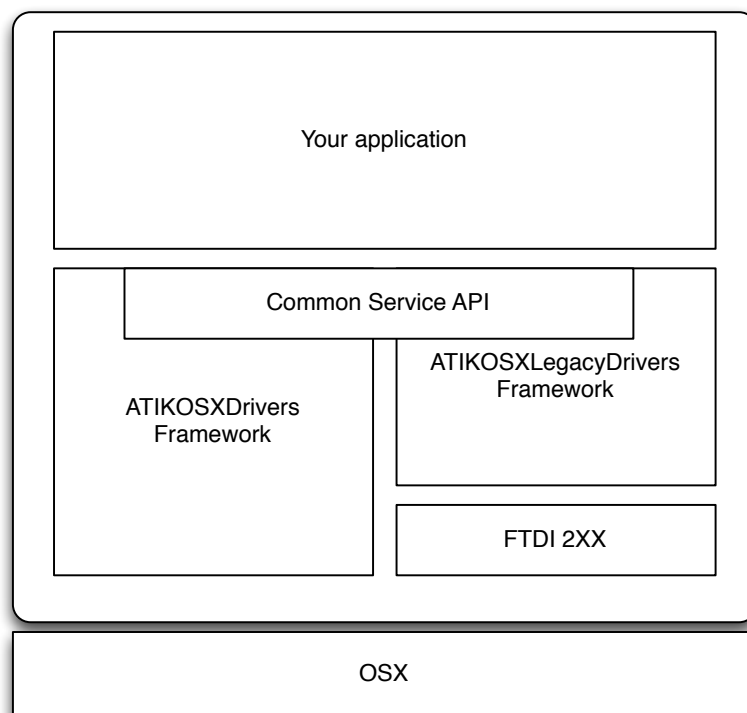 Your application
Common Service API
ATIKOSXDrivers
Framework
ATIKOSXLegacyDrivers
Framework
FTDI 2XX
OSX